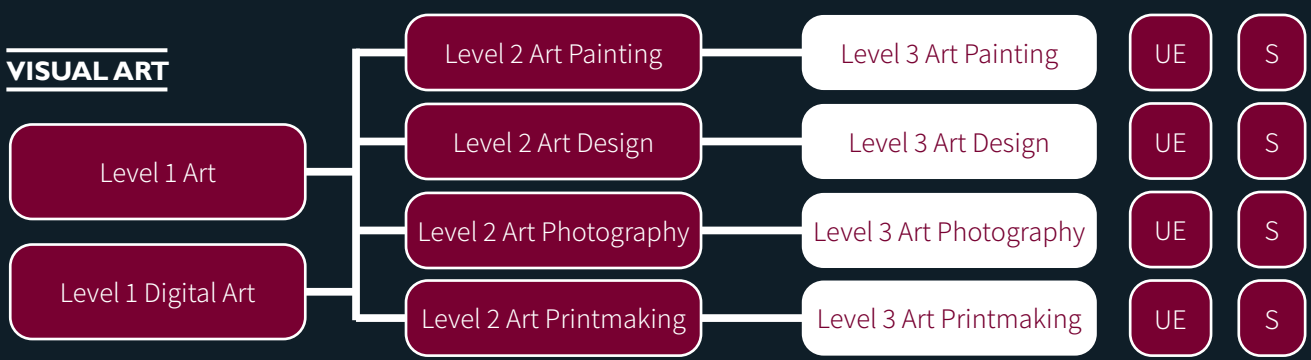 VISUAL ART
Level 1 Art
Level 1 Digital Art
Level 2 Art Painting
Level 3 Art Painting
UE
S
Level 2 Art Design
Level 3 Art Design
UE
S
Level 2 Art Photography
Level 3 Art Photography
UE
S
Level 2 Art Printmaking
Level 3 Art Printmaking
UE
S